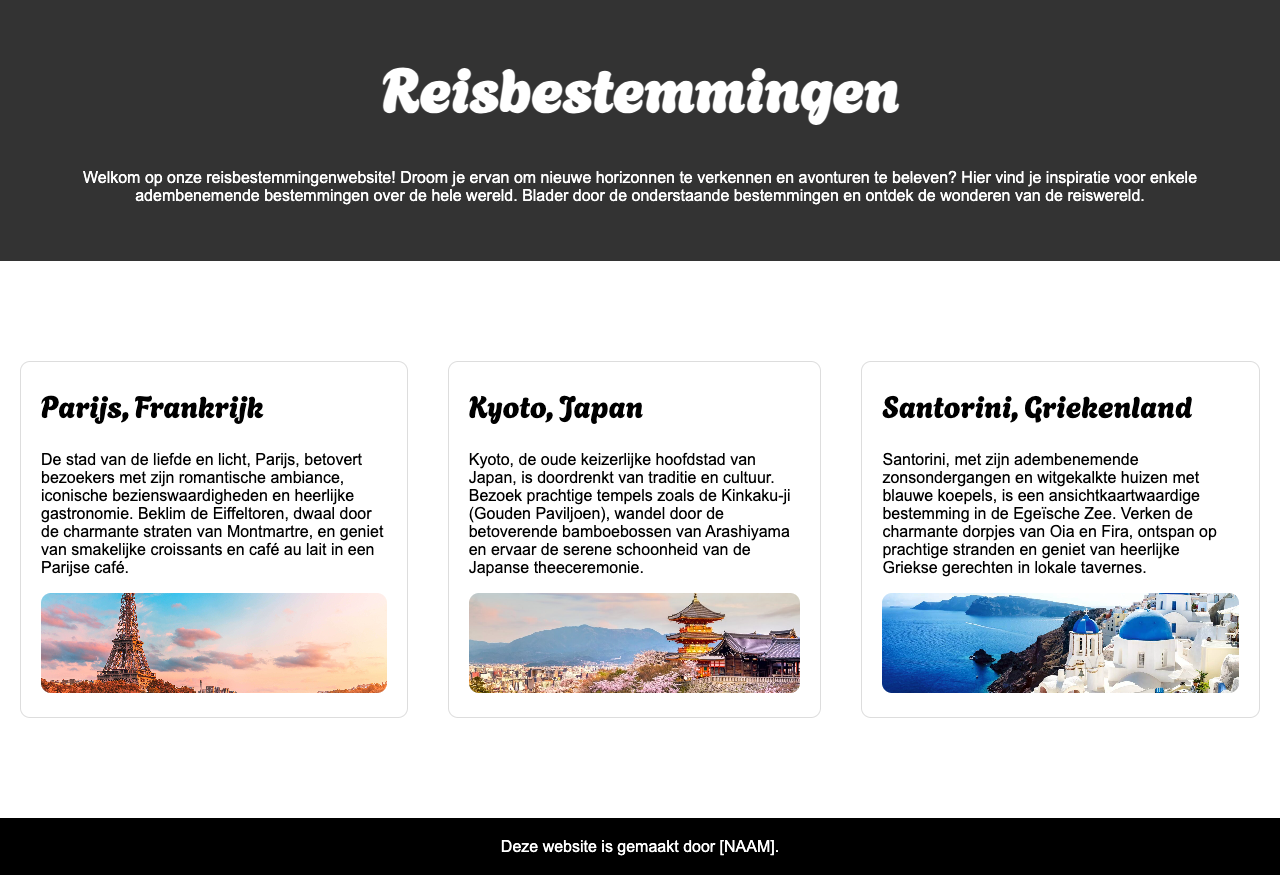 Reisbestemmingen
Welkom op onze reisbestemmingenwebsite! Droom je ervan om nieuwe horizonnen te verkennen en avonturen te beleven? Hier vind je inspiratie voor enkele
adembenemende bestemmingen over de hele wereld. Blader door de onderstaande bestemmingen en ontdek de wonderen van de reiswereld.
Parijs, Frankrijk
De stad van de liefde en licht, Parijs, betovert
bezoekers met zijn romantische ambiance,
iconische bezienswaardigheden en heerlijke
gastronomie. Beklim de Eiffeltoren, dwaal door
de charmante straten van Montmartre, en geniet
van smakelijke croissants en café au lait in een
Parijse café.
Kyoto, Japan
Kyoto, de oude keizerlijke hoofdstad van
Japan, is doordrenkt van traditie en cultuur.
Bezoek prachtige tempels zoals de Kinkaku-ji
(Gouden Paviljoen), wandel door de
betoverende bamboebossen van Arashiyama
en ervaar de serene schoonheid van de
Japanse theeceremonie.
Santorini, Griekenland
Santorini, met zijn adembenemende
zonsondergangen en witgekalkte huizen met
blauwe koepels, is een ansichtkaartwaardige
bestemming in de Egeïsche Zee. Verken de
charmante dorpjes van Oia en Fira, ontspan op
prachtige stranden en geniet van heerlijke
Griekse gerechten in lokale tavernes.
Deze website is gemaakt door [NAAM].